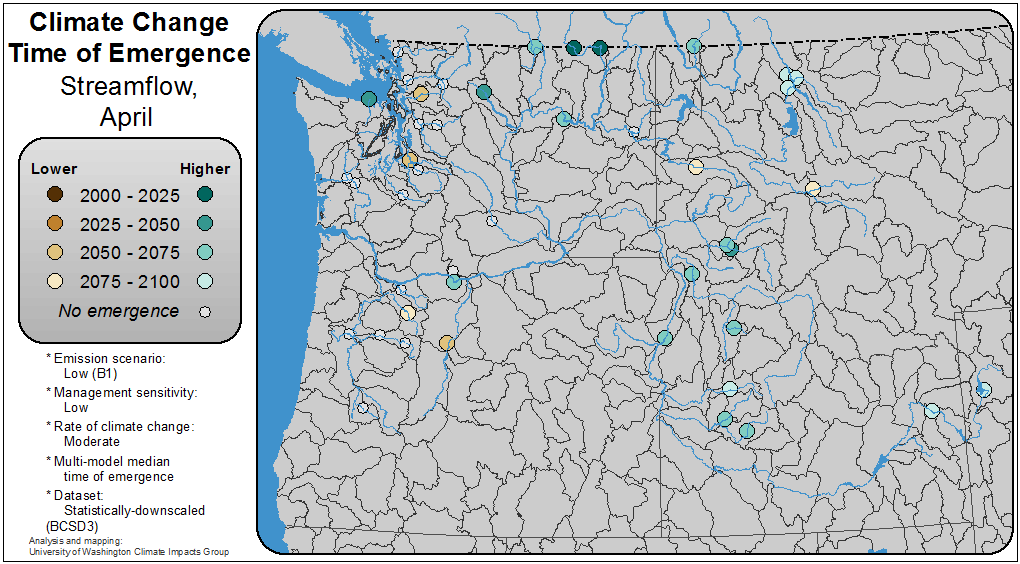 Climate Change
Time of Emergence
Streamflow,
April
Lower Higher
2000 - 2025
2025 - 2050
2050 - 2075
2075 - 2100
No emergence
* Emission scenario:
Low (B1)
* Management sensitivity:
Low
* Rate of climate change:
Moderate
* Multi-model median
time of emergence
* Dataset:
Statistically-downscaled
(BCSD3)
Analysis and mapping:
University of Washington Climate Impacts Group